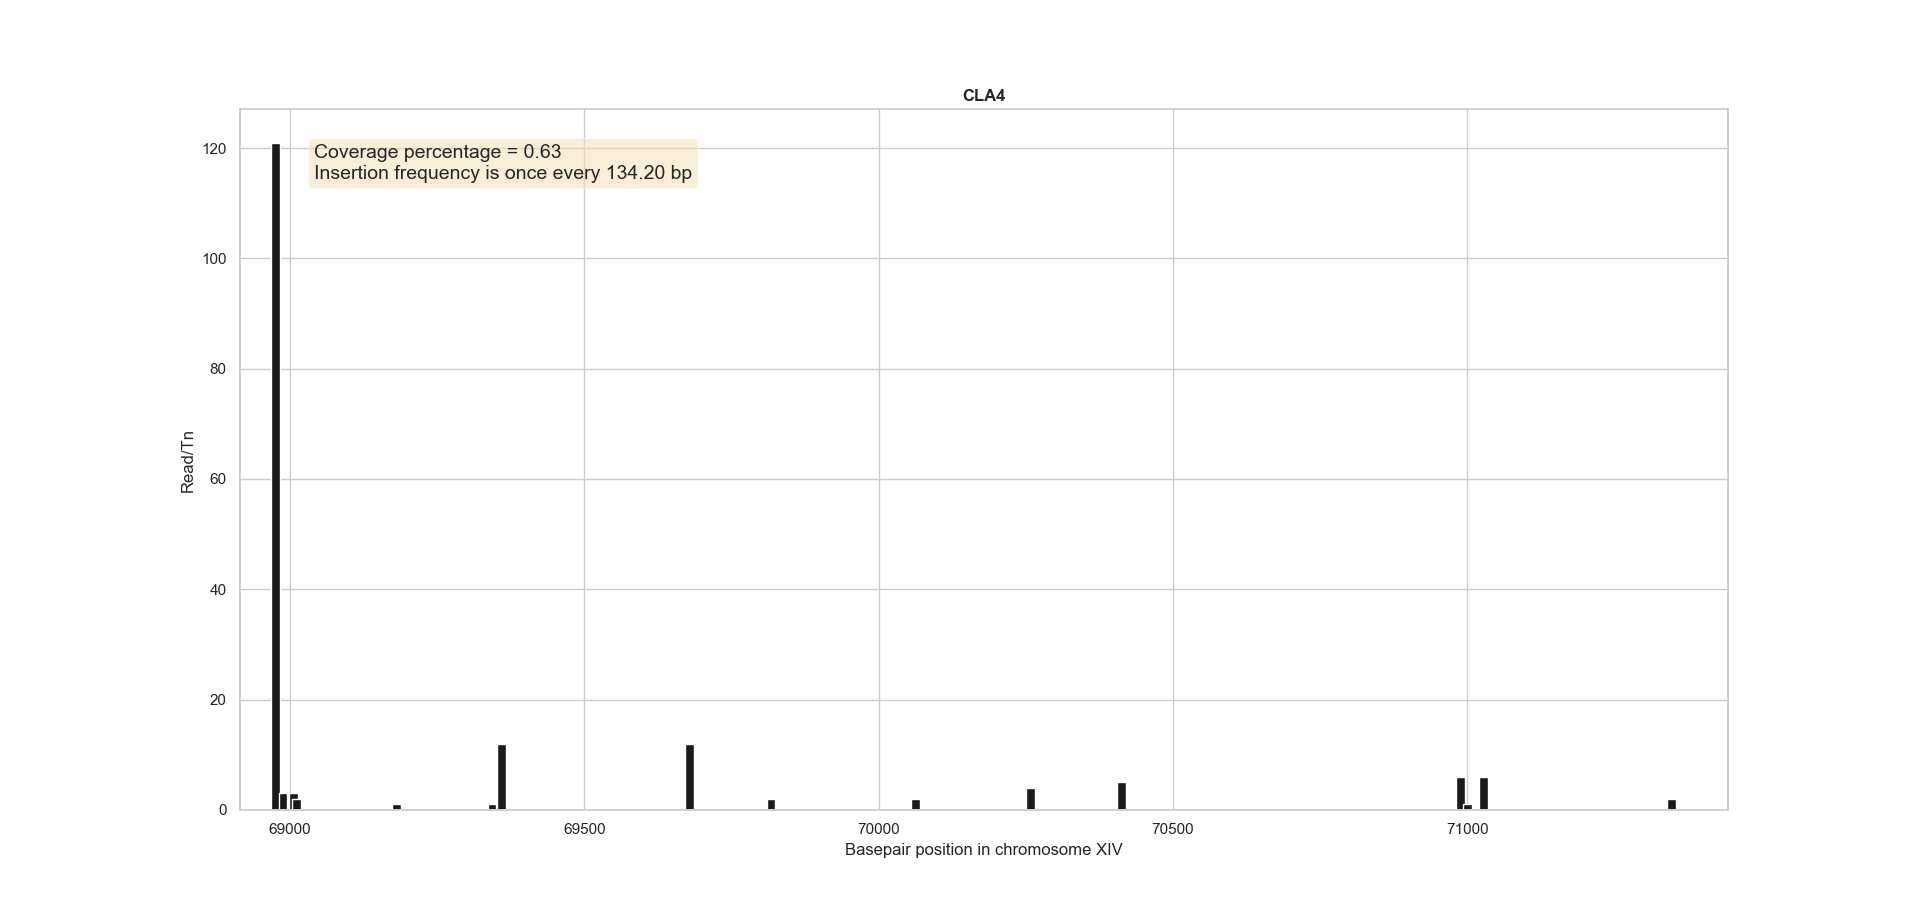 CLA4
Coverage percentage = 0.63
Insertion frequency is once every 134.20 bp
120
100
80
60
40
20
0
Read/Tn
69000 69500 70000 70500 71000
Basepair position in chromosome XIV